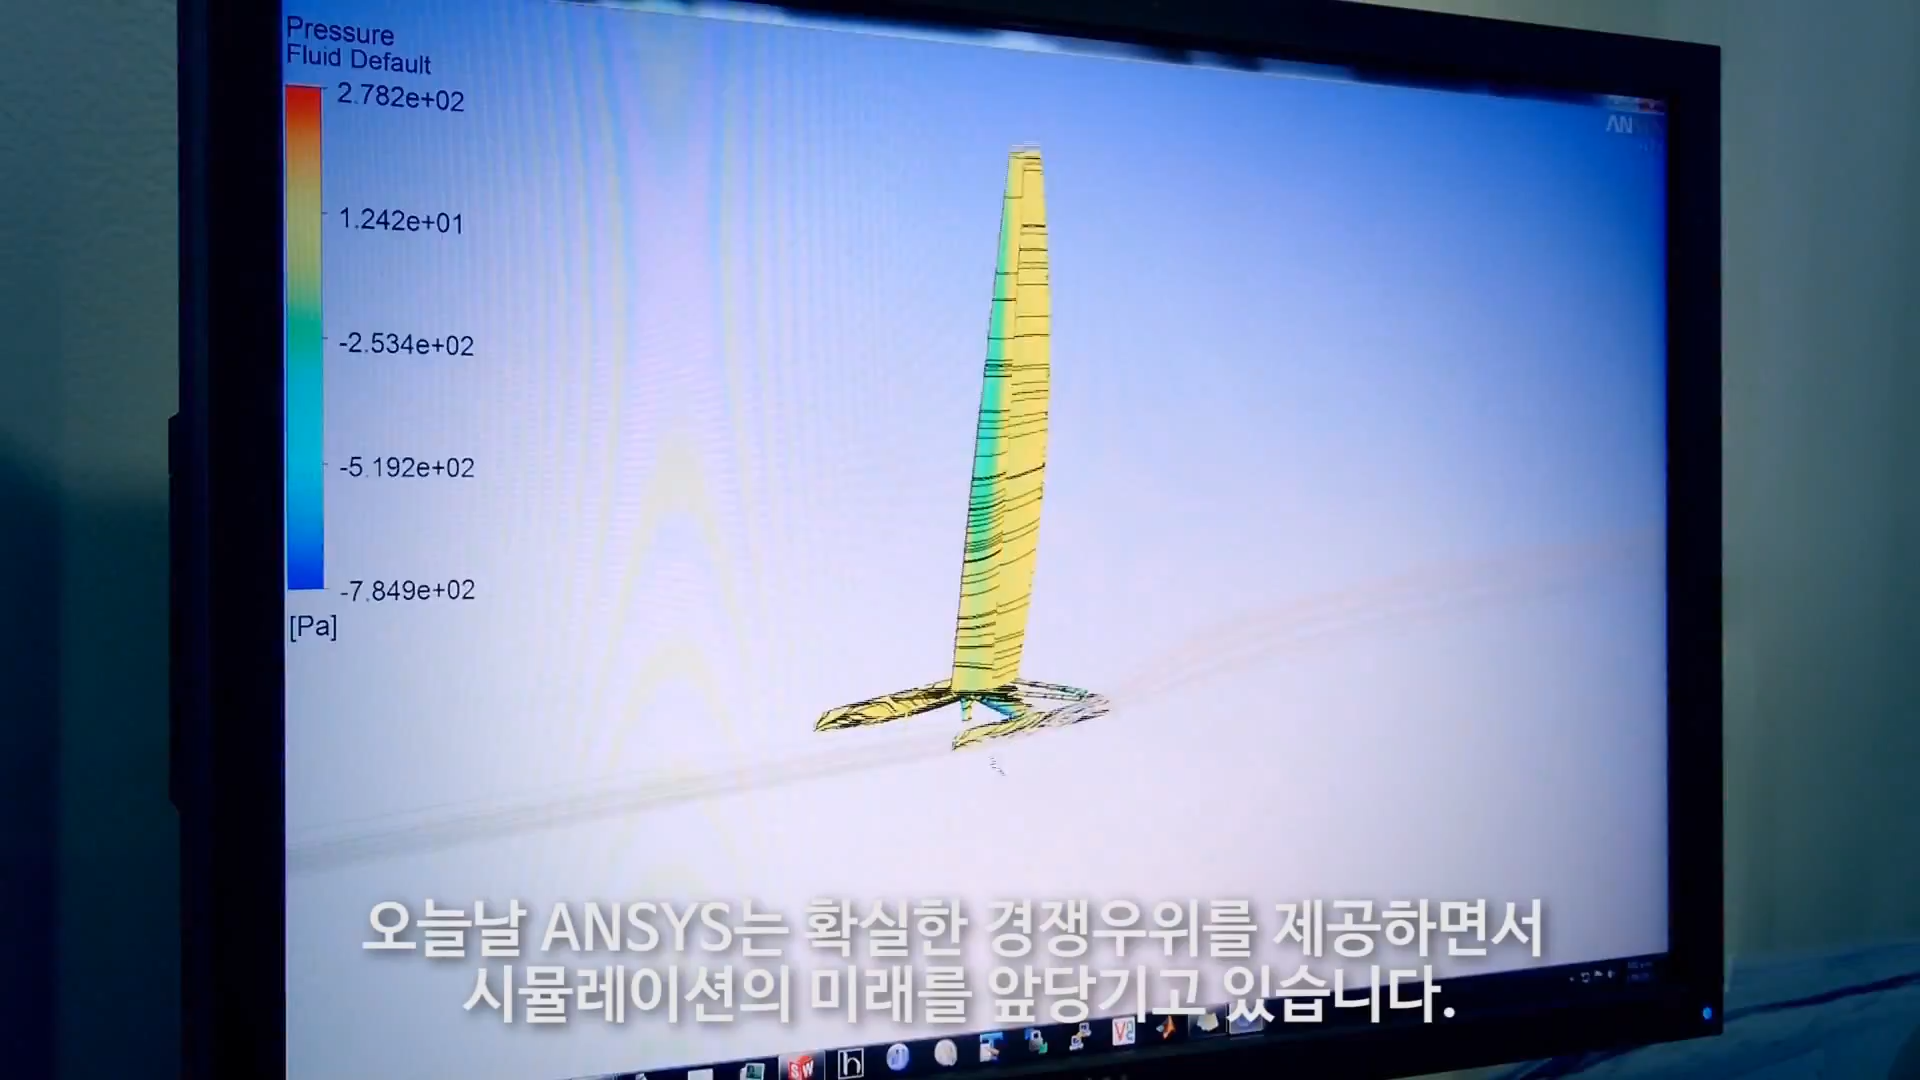 Pressure
Fluid Default
2.782e+02
1.242e+01
-2.534e+02
-5.192e+02
-7.849e+02
[Pa]
AN
오늘날 ANSYS는 확실한 경쟁우위를 제공하면서
시뮬레이션의 미래를 앞당기고 있습니다.
SW
h
V2